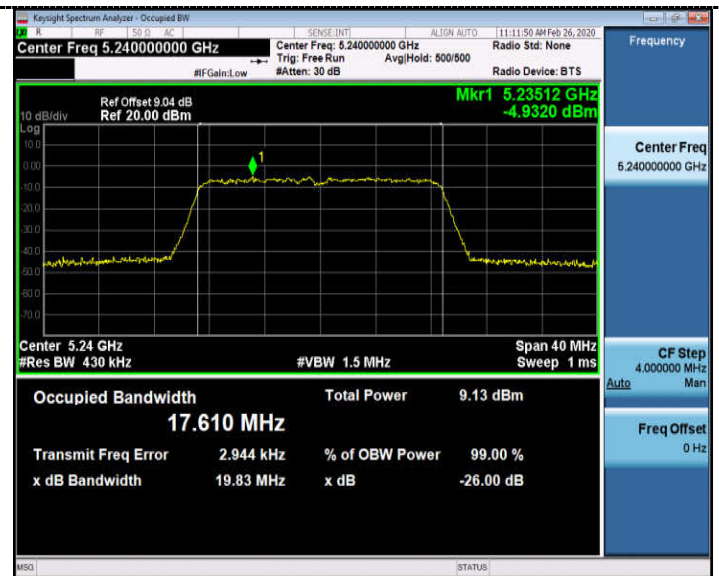 Keysight Spectrum Analyzer - Occupied BW
R RF 50 Ω AC SENSE:INT ALIGN AUTO 11:11:50 AM Feb 26, 2020
Center Freq 5.240000000 GHz
Center Freq: 5.240000000 GHz
Radio Std: None
Trig: Free Run Avg|Hold: 500/500
#IFGain:Low #Atten: 30 dB Radio Device: BTS
Ref Offset 9.04 dB
10 dB/div Ref 20.00 dBm
Mkr1 5.23512 GHz
-4.9320 dBm
Log
10.0
0.00
-10.0
-20.0
-30.0
-40.0
-50.0
-60.0
-70.0
1
Center 5.24 GHz Span 40 MHz
#Res BW 430 kHz #VBW 1.5 MHz Sweep 1 ms
Occupied Bandwidth Total Power 9.13 dBm
17.610 MHz
Transmit Freq Error 2.944 kHz % of OBW Power 99.00 %
x dB Bandwidth 19.83 MHz x dB -26.00 dB
MSG STATUS
Frequency
Center Freq
5.240000000 GHz
CF Step
4.000000 MHz
Auto Man
Freq Offset
0 Hz